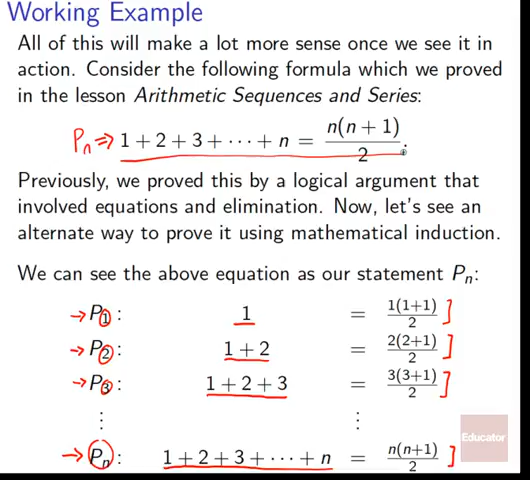 Working Example
All of this will make a lot more sense once we see it in
action. Consider the following formula which we proved
in the lesson Arithmetic Sequences and Series:
Pn ⇒ 1 + 2 + 3 + ··· + n = n(n + 1)/2.
Previously, we proved this by a logical argument that
involved equations and elimination. Now, let's see an
alternate way to prove it using mathematical induction.
We can see the above equation as our statement Pn:
→ P1: 1 = 1(1+1)/2 ]
→ P2: 1 + 2 = 2(2+1)/2 ]
→ P3: 1 + 2 + 3 = 3(3+1)/2 ]
⋮ ⋮
Educator
→ Pn: 1 + 2 + 3 + ··· + n = n(n+1)/2 ]